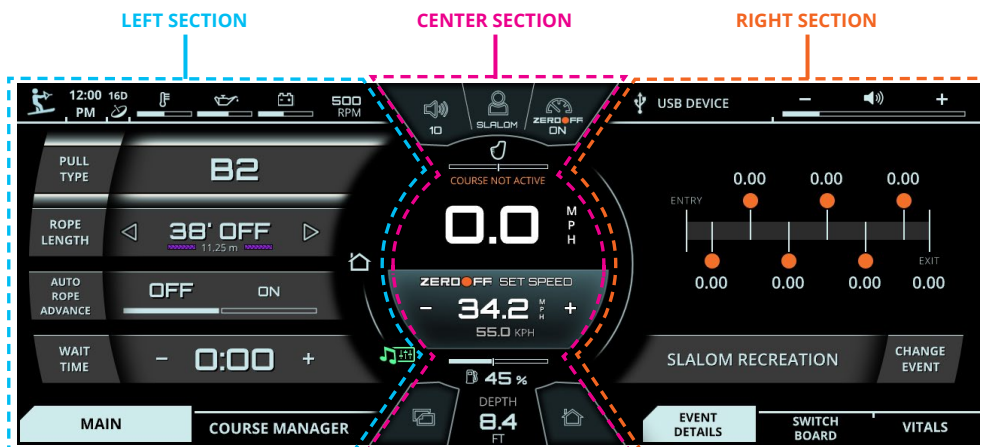 LEFT SECTION
CENTER SECTION
RIGHT SECTION
12:00
PM
16D
500
RPM
10
SLALOM
ZEROOFF
ON
USB DEVICE
-
+
PULL
TYPE
B2
ROPE
LENGTH
38' OFF
11.25 m
AUTO
ROPE
ADVANCE
OFF
ON
WAIT
TIME
- 0:00 +
MAIN
COURSE MANAGER
COURSE NOT ACTIVE
0.0
M
P
H
ZEROOFF SET SPEED
- 34.2 +
M
P
H
55.0 KPH
45 %
DEPTH
8.4
FT
0.00 0.00 0.00
ENTRY
EXIT
0.00 0.00 0.00 0.00
SLALOM RECREATION
CHANGE
EVENT
EVENT
DETAILS
SWITCH
BOARD
VITALS